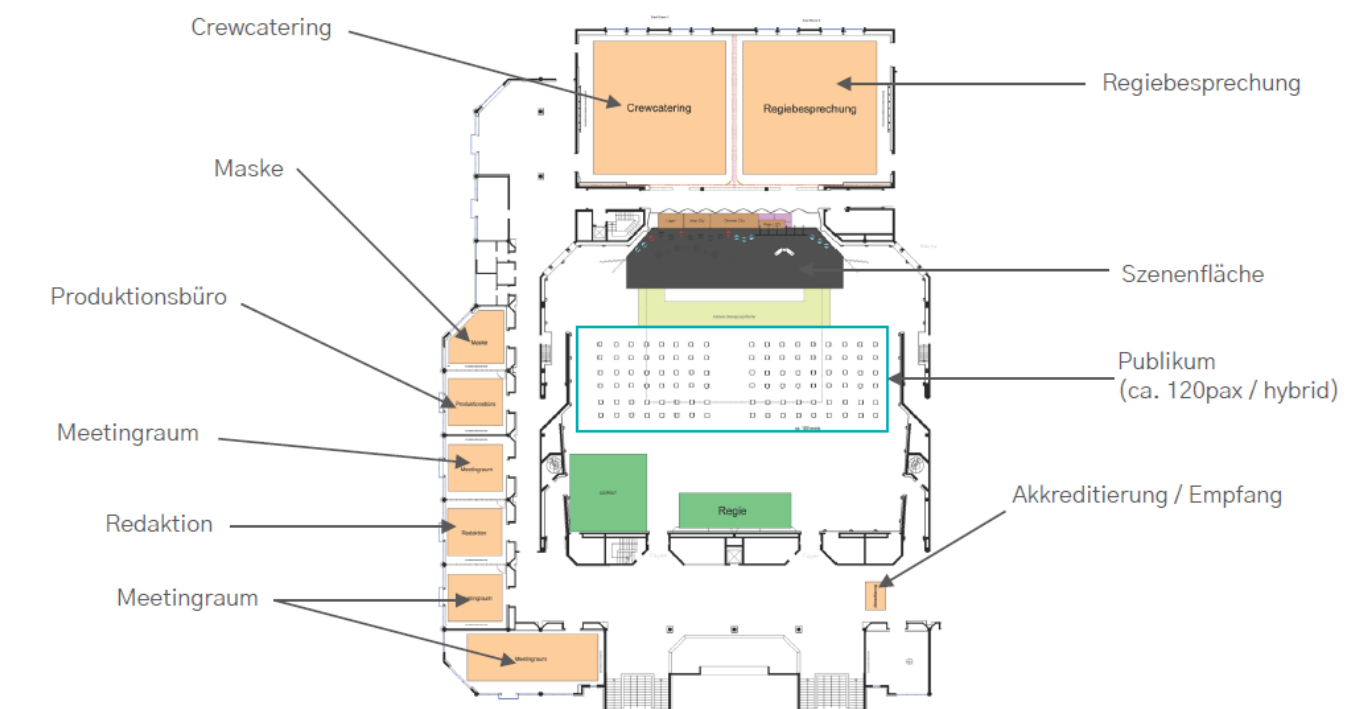 Crewcatering
Regiebesprechung
Crewcatering
Regiebesprechung
Maske
Lager
Szenenfläche
Produktionsbüro
Maske
Publikum
(ca. 120pax / hybrid)
Produktionsbüro
Meetingraum
Meetingraum
Akkreditierung / Empfang
Regie
Redaktion
Redaktion
Meetingraum
Meetingraum
Meetingraum